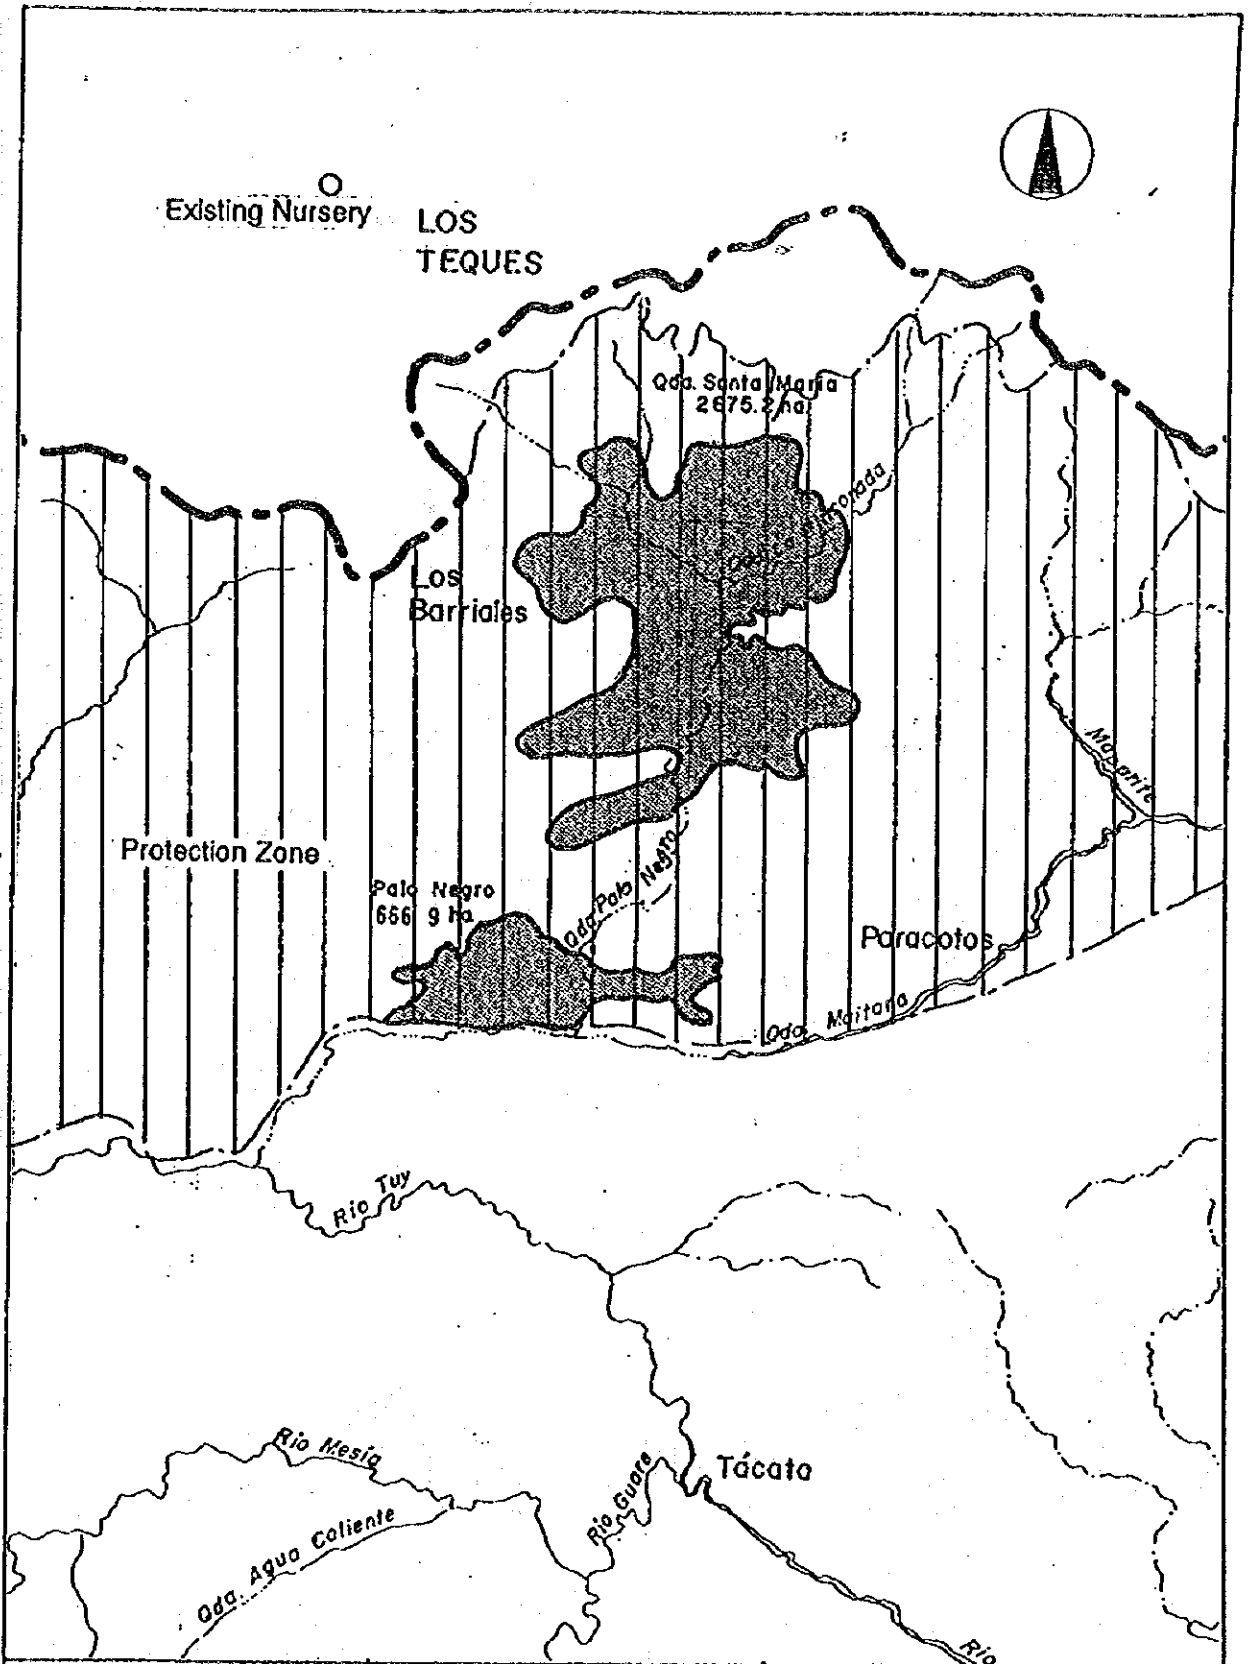 Existing Nursery
LOS
TEQUES
Qda. Santa Maria
2675.2 ha
Los
Barriales
Protection Zone
Palo Negro
666 9 ha
Qda. Palo Negro
Paracotos
Qda. Maitana
Rio Tuy
Rio Mesia
Qda. Agua Caliente
Rio Guare
Tácata
Rio